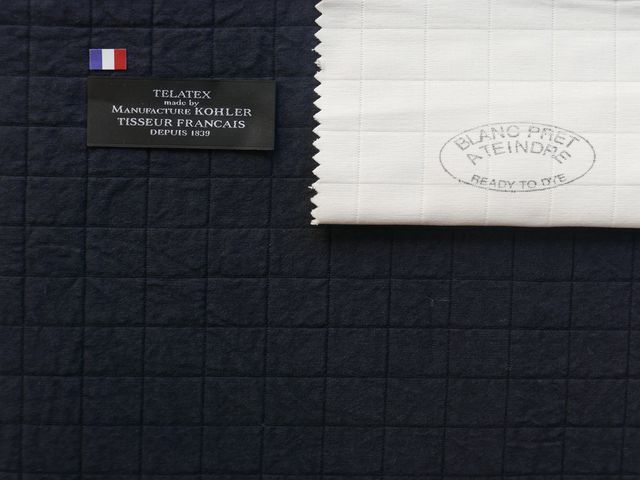 TELATEX
made by
MANUFACTURE KOHLER
TISSEUR FRANCAIS
DEPUIS 1839
BLANC PRET
A TEINDRE
READY TO DYE